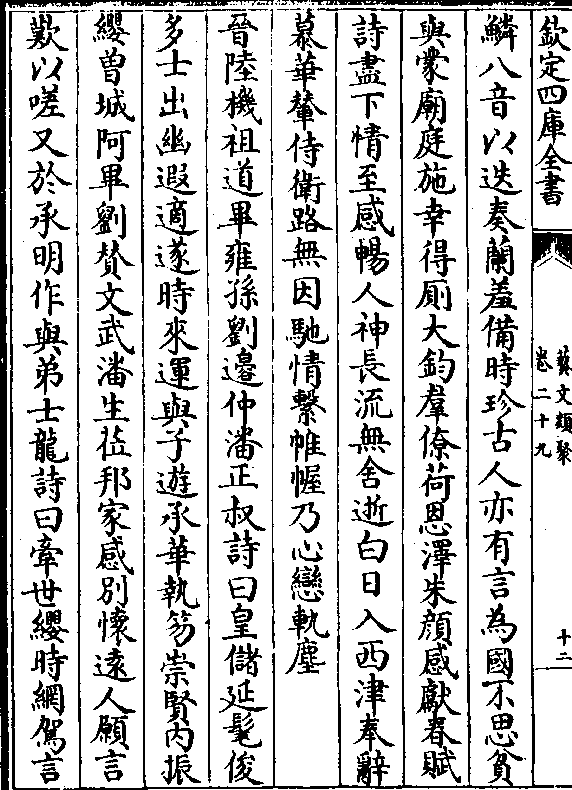 欽定四庫全書
藝文類聚
卷二十九
十二
鱗八音以迭奏蘭羞備時珍古人亦有言為國不思貧
與蒙廟庭施幸得厠大鈞羣僚荷恩澤朱顔感獻春賦
詩盡下情至感暢人神長流無舍逝白日入西津奉辭
慕華輦侍衛路無因馳情繫帷幄乃心戀軌塵
晉陸機祖道畢雍孫劉邉仲潘正叔詩曰皇儲延髦俊
多士出幽遐適遂時來運與子遊承華執笏崇賢内振
纓曽城阿畢劉賛文武潘生莅邦家感別懐逺人願言
歎以嗟又於承明作與弟士龍詩曰牽世纓時網駕言